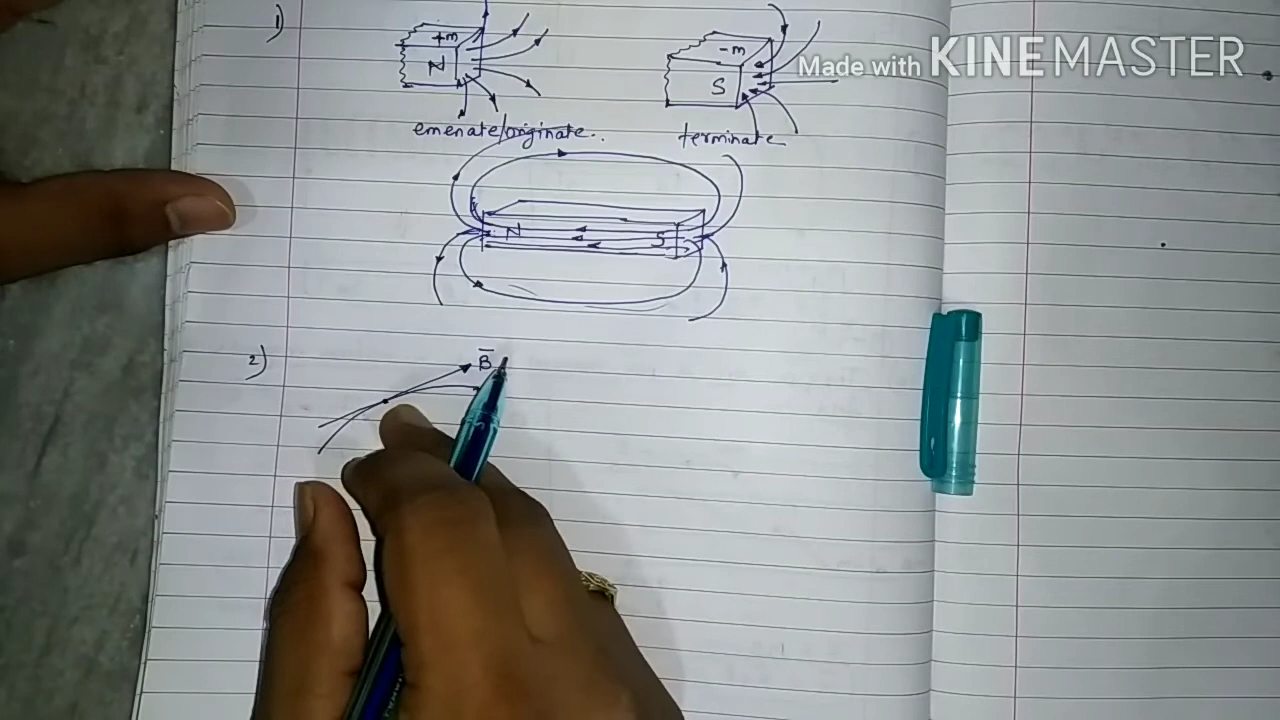 1)
+m
N
-m
S
Made with KINEMASTER
emenate/originate.
terminate
N
S
2)
B̅